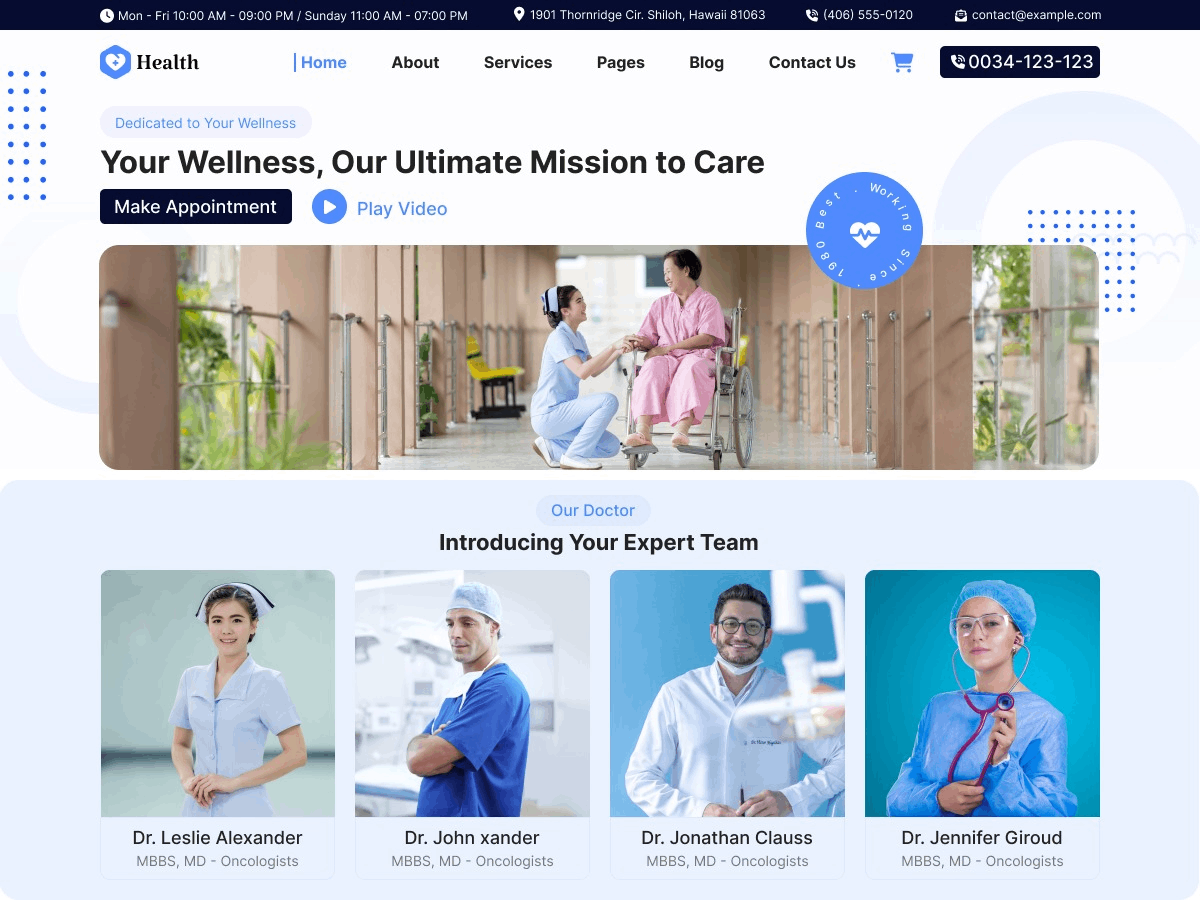 Mon - Fri 10:00 AM - 09:00 PM / Sunday 11:00 AM - 07:00 PM
1901 Thornridge Cir. Shiloh, Hawaii 81063
(406) 555-0120
contact@example.com
Health
Home
About
Services
Pages
Blog
Contact Us
0034-123-123
Dedicated to Your Wellness
Your Wellness, Our Ultimate Mission to Care
Make Appointment
Play Video
Best . Working Since . 1980
Our Doctor
Introducing Your Expert Team
Dr. Leslie Alexander
MBBS, MD - Oncologists
Dr. John xander
MBBS, MD - Oncologists
Dr. Jonathan Clauss
MBBS, MD - Oncologists
Dr. Jennifer Giroud
MBBS, MD - Oncologists